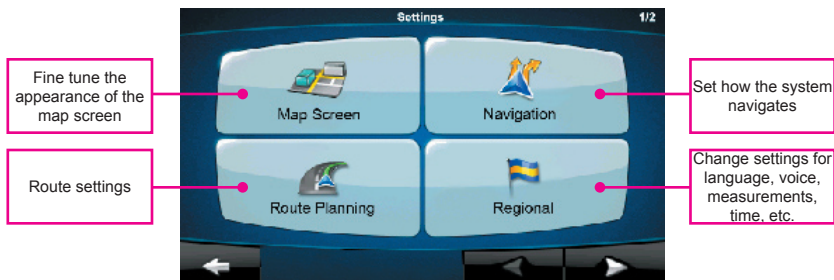 Settings
1/2
Fine tune the
appearance of the
map screen
Map Screen
Navigation
Set how the system
navigates
Route settings
Route Planning
Regional
Change settings for
language, voice,
measurements,
time, etc.